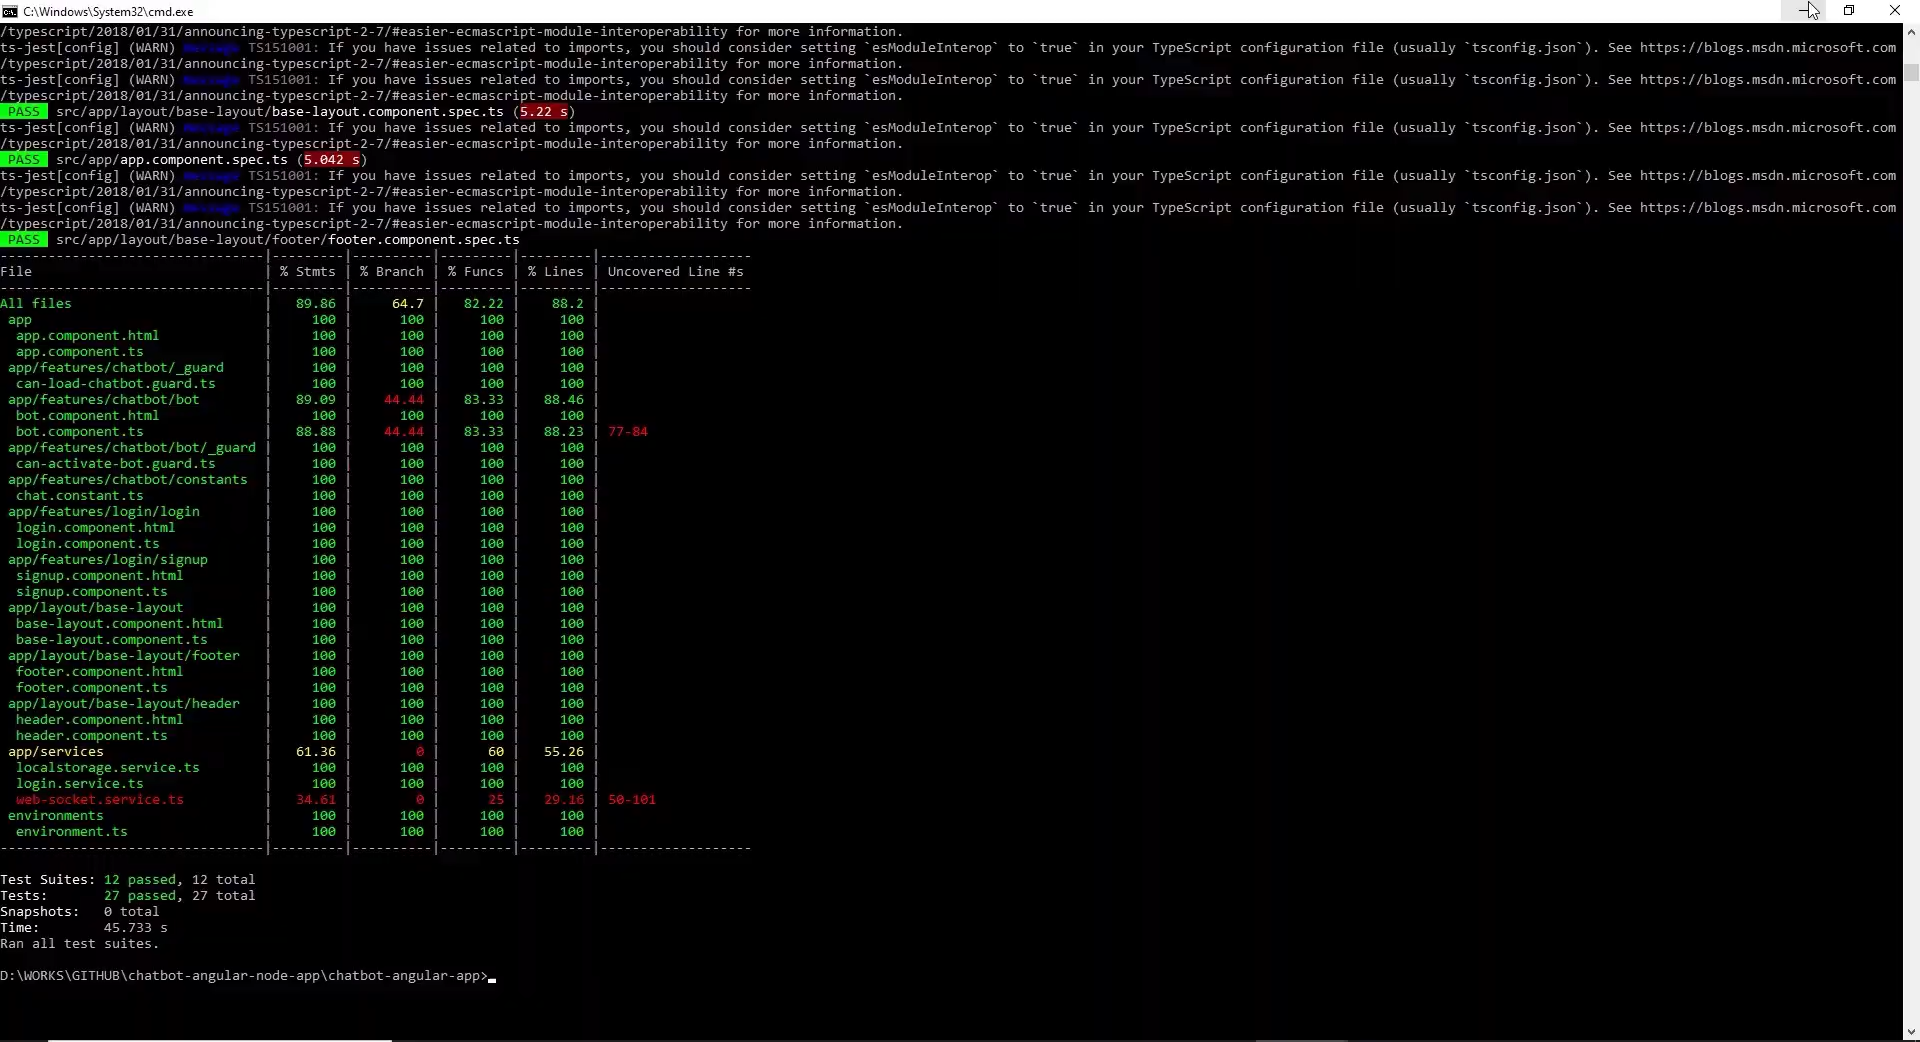 C:\Windows\System32\cmd.exe
/typescript/2018/01/31/announcing-typescript-2-7/#easier-ecmascript-module-interoperability for more information.
ts-jest[config] (WARN) message TS151001: If you have issues related to imports, you should consider setting `esModuleInterop` to `true` in your TypeScript configuration file (usually `tsconfig.json`). See https://blogs.msdn.microsoft.com
/typescript/2018/01/31/announcing-typescript-2-7/#easier-ecmascript-module-interoperability for more information.
ts-jest[config] (WARN) message TS151001: If you have issues related to imports, you should consider setting `esModuleInterop` to `true` in your TypeScript configuration file (usually `tsconfig.json`). See https://blogs.msdn.microsoft.com
/typescript/2018/01/31/announcing-typescript-2-7/#easier-ecmascript-module-interoperability for more information.
PASS src/app/layout/base-layout/base-layout.component.spec.ts (5.22 s)
ts-jest[config] (WARN) message TS151001: If you have issues related to imports, you should consider setting `esModuleInterop` to `true` in your TypeScript configuration file (usually `tsconfig.json`). See https://blogs.msdn.microsoft.com
/typescript/2018/01/31/announcing-typescript-2-7/#easier-ecmascript-module-interoperability for more information.
PASS src/app/app.component.spec.ts (5.042 s)
ts-jest[config] (WARN) message TS151001: If you have issues related to imports, you should consider setting `esModuleInterop` to `true` in your TypeScript configuration file (usually `tsconfig.json`). See https://blogs.msdn.microsoft.com
/typescript/2018/01/31/announcing-typescript-2-7/#easier-ecmascript-module-interoperability for more information.
ts-jest[config] (WARN) message TS151001: If you have issues related to imports, you should consider setting `esModuleInterop` to `true` in your TypeScript configuration file (usually `tsconfig.json`). See https://blogs.msdn.microsoft.com
/typescript/2018/01/31/announcing-typescript-2-7/#easier-ecmascript-module-interoperability for more information.
PASS src/app/layout/base-layout/footer/footer.component.spec.ts
---------------------------------|---------|----------|---------|---------|-------------------
File | % Stmts | % Branch | % Funcs | % Lines | Uncovered Line #s
---------------------------------|---------|----------|---------|---------|-------------------
All files | 89.86 | 64.7 | 82.22 | 88.2 |
app | 100 | 100 | 100 | 100 |
app.component.html | 100 | 100 | 100 | 100 |
app.component.ts | 100 | 100 | 100 | 100 |
app/features/chatbot/_guard | 100 | 100 | 100 | 100 |
can-load-chatbot.guard.ts | 100 | 100 | 100 | 100 |
app/features/chatbot/bot | 89.09 | 44.44 | 83.33 | 88.46 |
bot.component.html | 100 | 100 | 100 | 100 |
bot.component.ts | 88.88 | 44.44 | 83.33 | 88.23 | 77-84
app/features/chatbot/bot/_guard | 100 | 100 | 100 | 100 |
can-activate-bot.guard.ts | 100 | 100 | 100 | 100 |
app/features/chatbot/constants | 100 | 100 | 100 | 100 |
chat.constant.ts | 100 | 100 | 100 | 100 |
app/features/login/login | 100 | 100 | 100 | 100 |
login.component.html | 100 | 100 | 100 | 100 |
login.component.ts | 100 | 100 | 100 | 100 |
app/features/login/signup | 100 | 100 | 100 | 100 |
signup.component.html | 100 | 100 | 100 | 100 |
signup.component.ts | 100 | 100 | 100 | 100 |
app/layout/base-layout | 100 | 100 | 100 | 100 |
base-layout.component.html | 100 | 100 | 100 | 100 |
base-layout.component.ts | 100 | 100 | 100 | 100 |
app/layout/base-layout/footer | 100 | 100 | 100 | 100 |
footer.component.html | 100 | 100 | 100 | 100 |
footer.component.ts | 100 | 100 | 100 | 100 |
app/layout/base-layout/header | 100 | 100 | 100 | 100 |
header.component.html | 100 | 100 | 100 | 100 |
header.component.ts | 100 | 100 | 100 | 100 |
app/services | 61.36 | 0 | 60 | 55.26 |
localstorage.service.ts | 100 | 100 | 100 | 100 |
login.service.ts | 100 | 100 | 100 | 100 |
web-socket.service.ts | 34.61 | 0 | 25 | 29.16 | 50-101
environments | 100 | 100 | 100 | 100 |
environment.ts | 100 | 100 | 100 | 100 |
---------------------------------|---------|----------|---------|---------|-------------------
Test Suites: 12 passed, 12 total
Tests: 27 passed, 27 total
Snapshots: 0 total
Time: 45.733 s
Ran all test suites.
D:\WORKS\GITHUB\chatbot-angular-node-app\chatbot-angular-app>